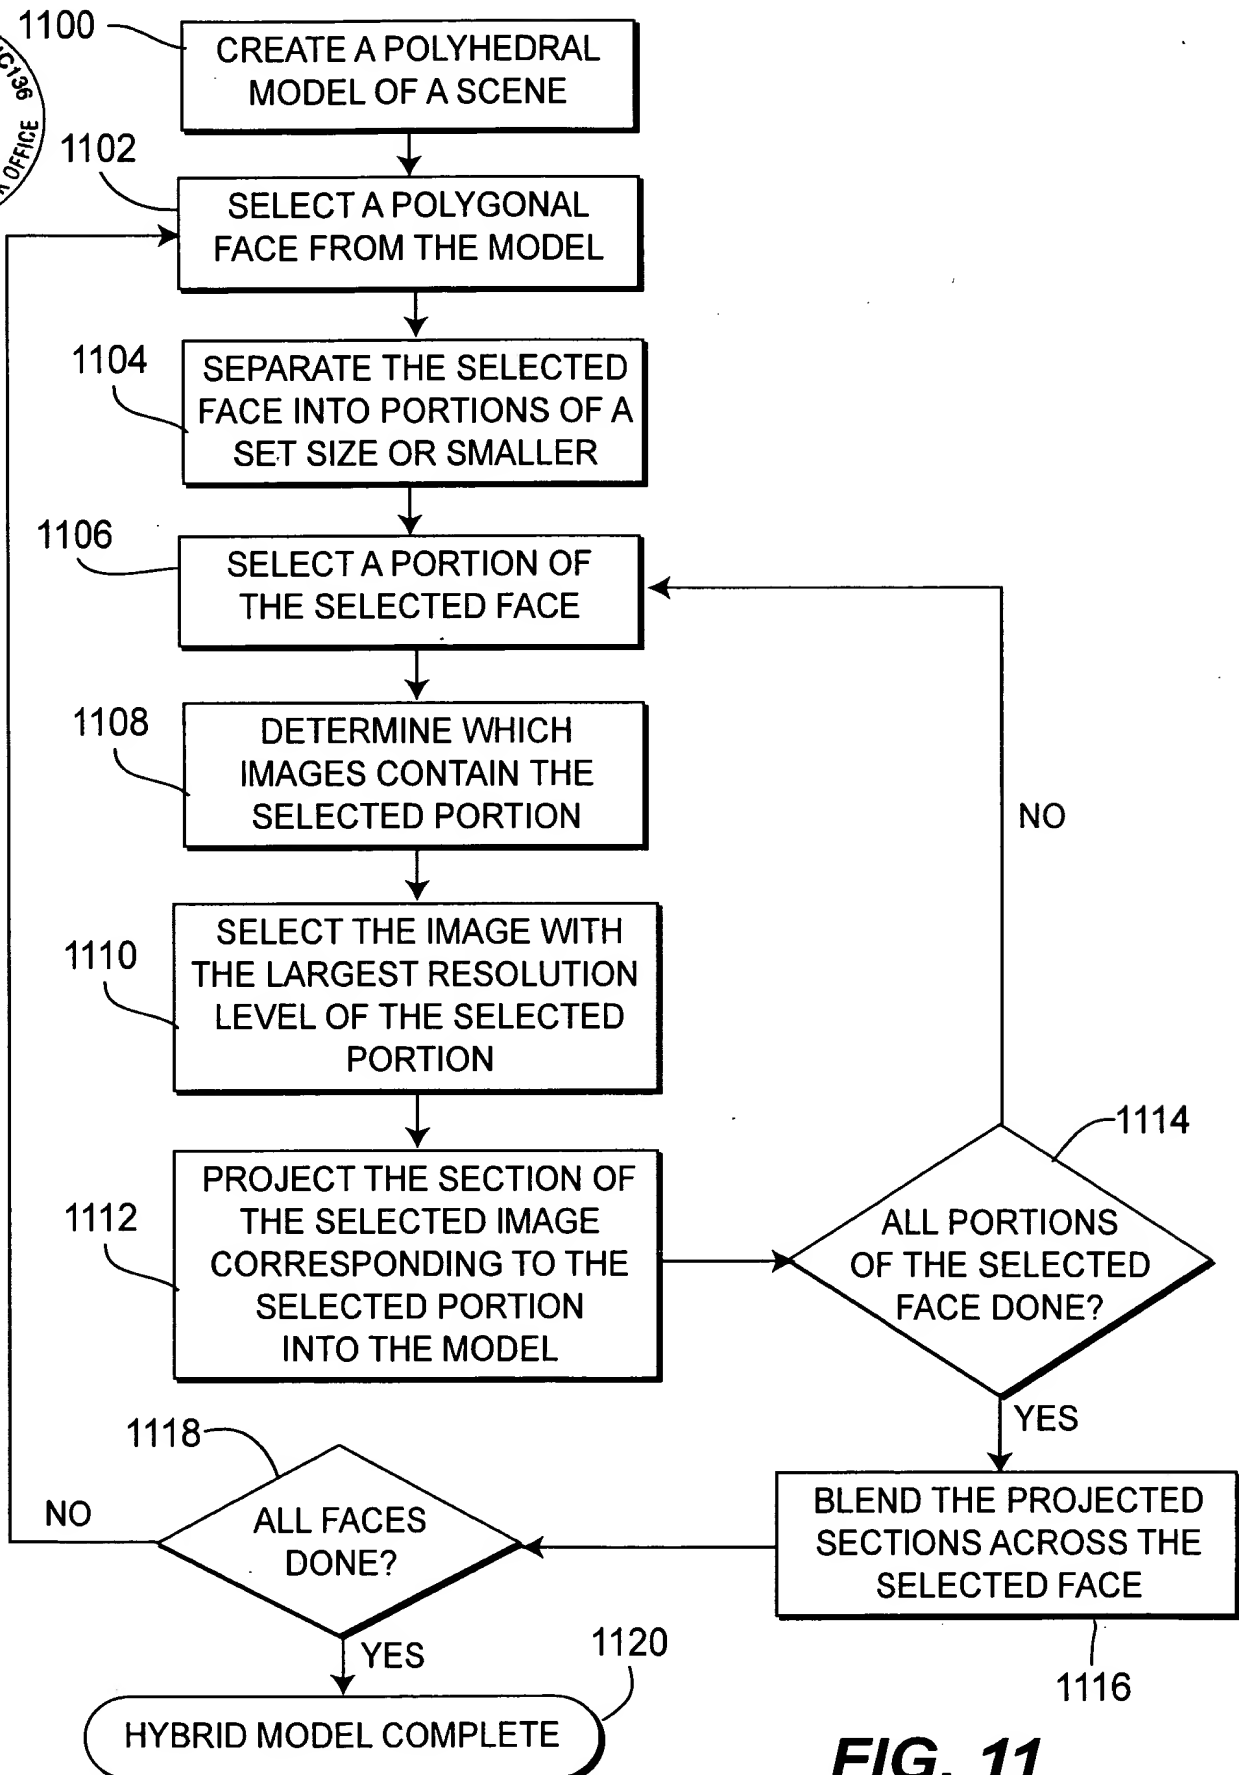 1100
CREATE A POLYHEDRAL
MODEL OF A SCENE
C136
OFFICE
1102
SELECT A POLYGONAL
FACE FROM THE MODEL
1104
SEPARATE THE SELECTED
FACE INTO PORTIONS OF A
SET SIZE OR SMALLER
1106
SELECT A PORTION OF
THE SELECTED FACE
1108
DETERMINE WHICH
IMAGES CONTAIN THE
SELECTED PORTION
NO
1110
SELECT THE IMAGE WITH
THE LARGEST RESOLUTION
LEVEL OF THE SELECTED
PORTION
1112
PROJECT THE SECTION OF
THE SELECTED IMAGE
CORRESPONDING TO THE
SELECTED PORTION
INTO THE MODEL
1114
ALL PORTIONS
OF THE SELECTED
FACE DONE?
YES
1116
BLEND THE PROJECTED
SECTIONS ACROSS THE
SELECTED FACE
1118
ALL FACES
DONE?
NO
YES
1120
HYBRID MODEL COMPLETE
FIG. 11